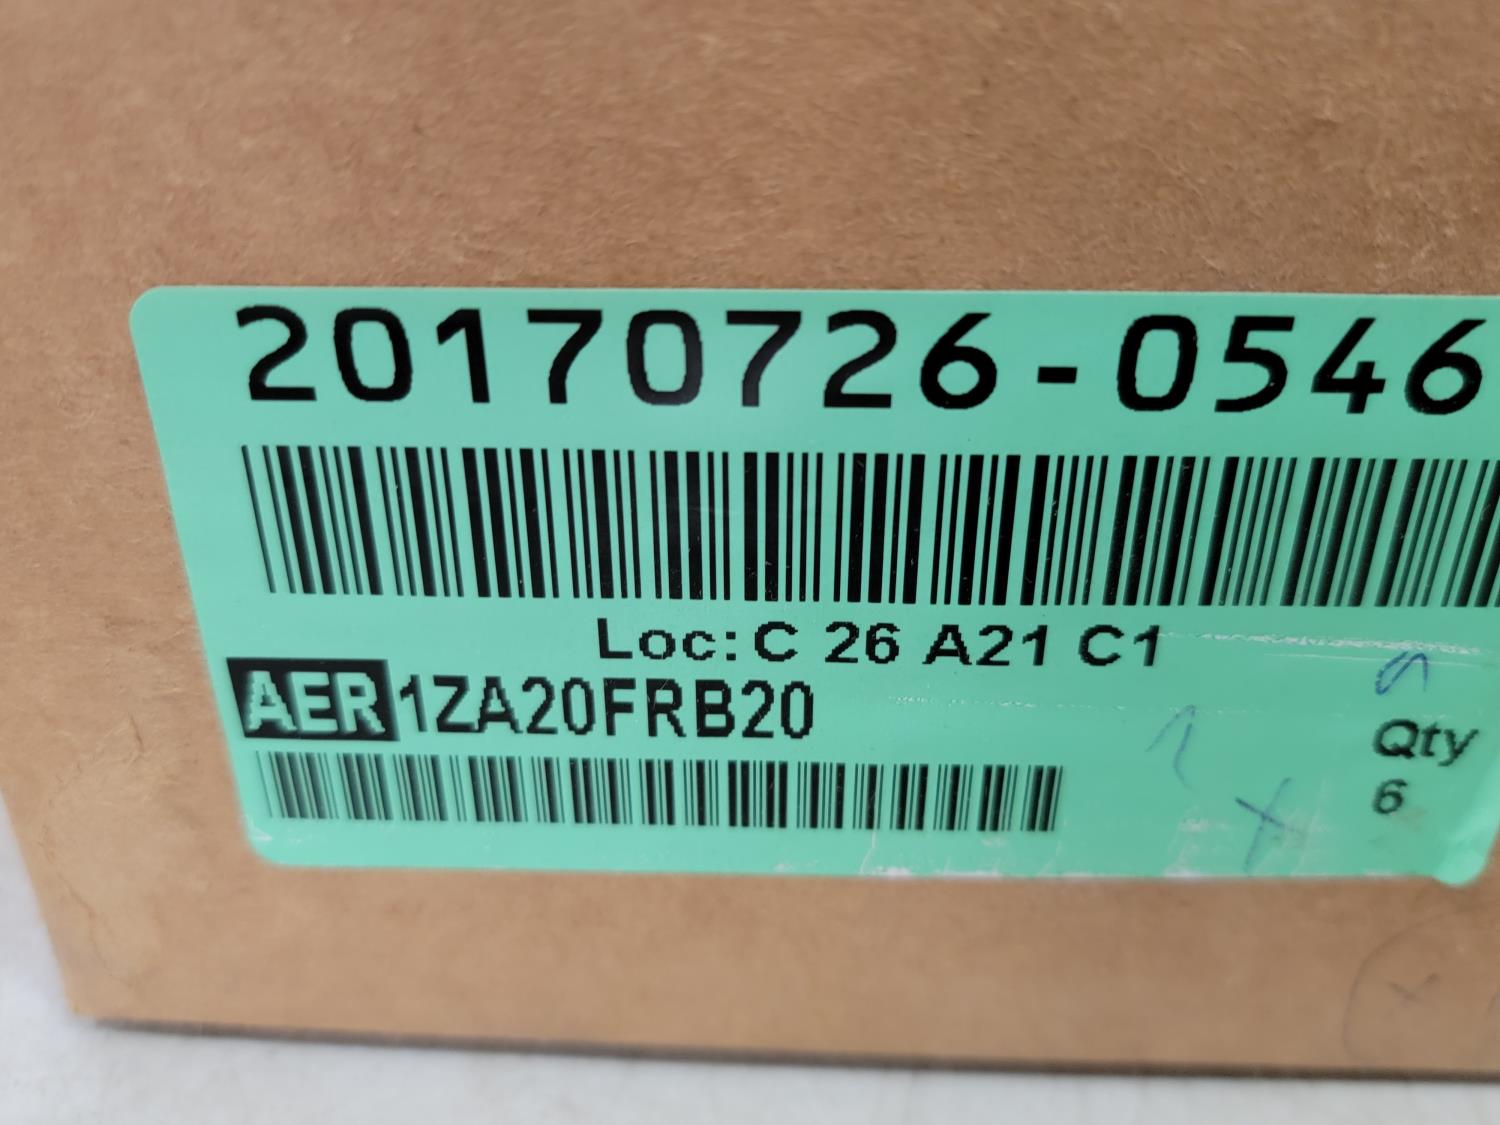 20170726-0546
Loc: C 26 A21 C1
AER 1ZA20FRB20
Qty
6